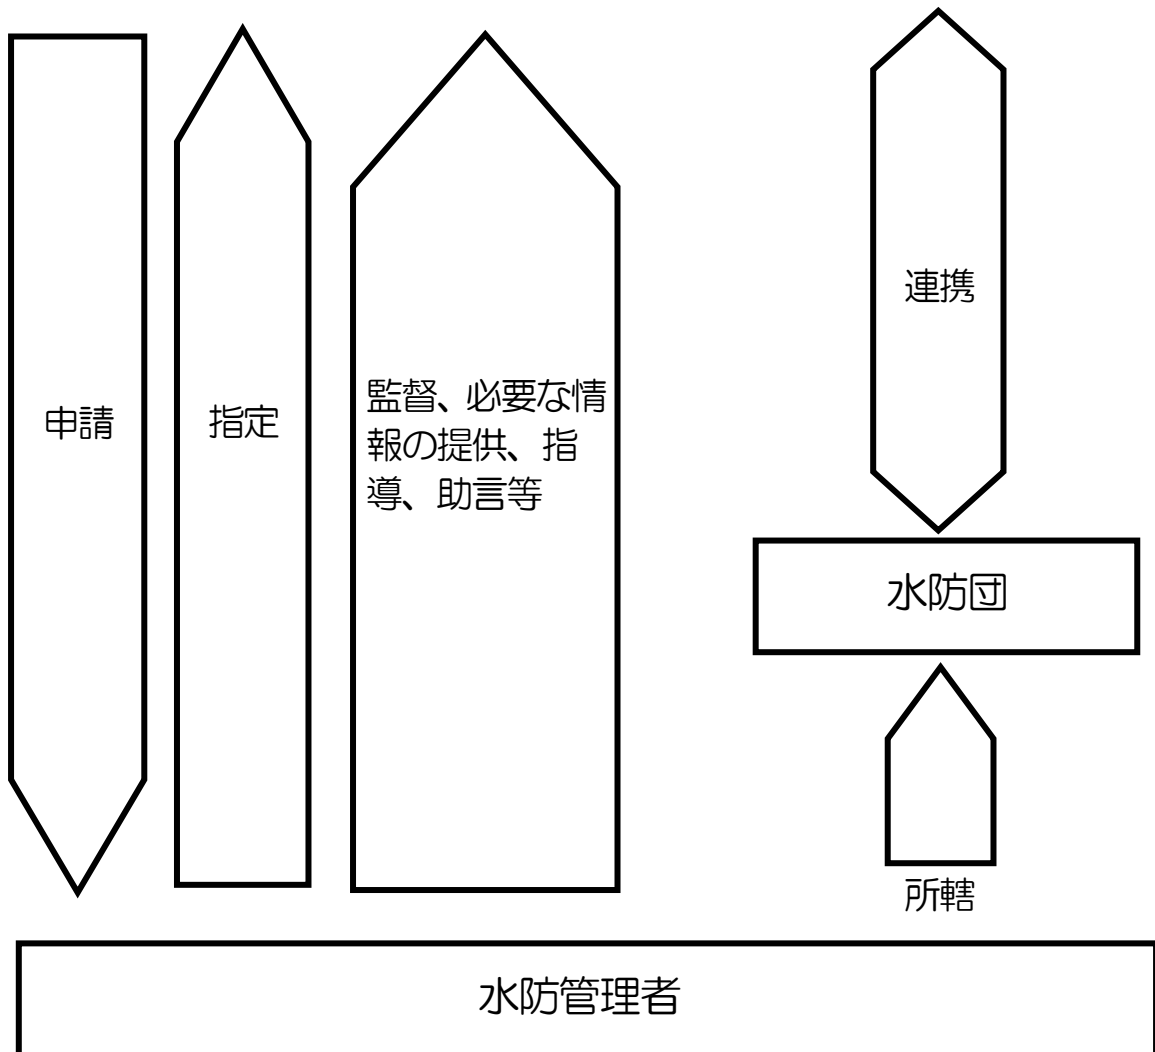 申請
指定
監督、必要な情
報の提供、指
導、助言等
連携
水防団
所轄
水防管理者